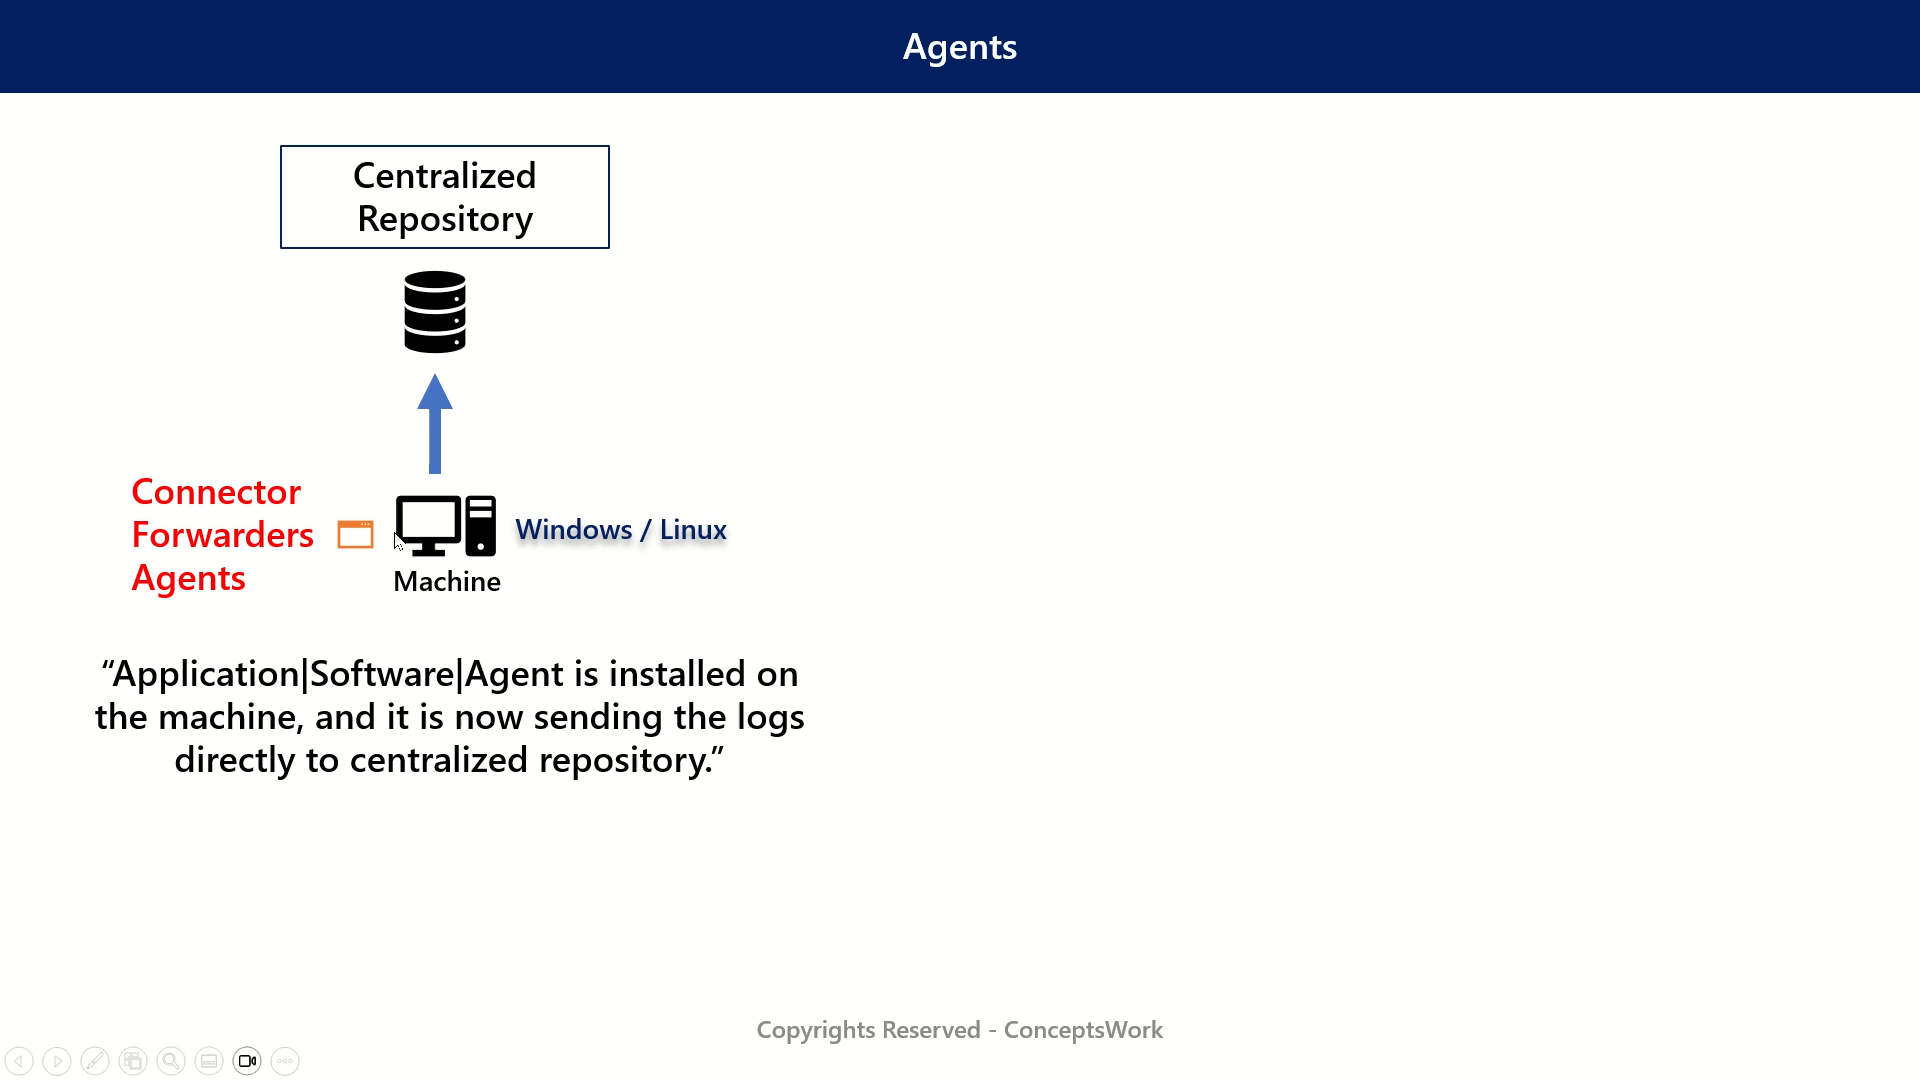 Agents
Centralized
Repository
Connector
Forwarders
Agents
Windows / Linux
Machine
“Application|Software|Agent is installed on
the machine, and it is now sending the logs
directly to centralized repository.”
Copyrights Reserved - ConceptsWork